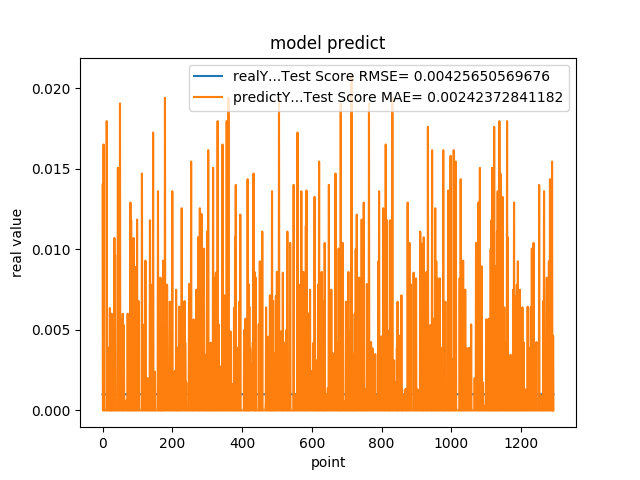 model predict
realY...Test Score RMSE= 0.00425650569676
predictY...Test Score MAE= 0.00242372841182
0.020
0.015
0.010
0.005
0.000
real value
0 200 400 600 800 1000 1200
point